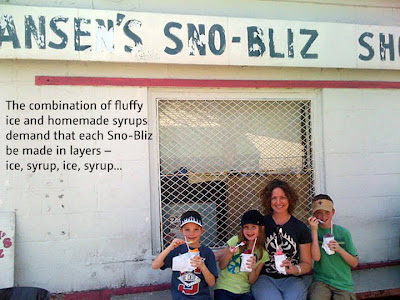 ANSEN'S SNO-BLIZ SHO
The combination of fluffy
ice and homemade syrups
demand that each Sno-Bliz
be made in layers –
ice, syrup, ice, syrup...